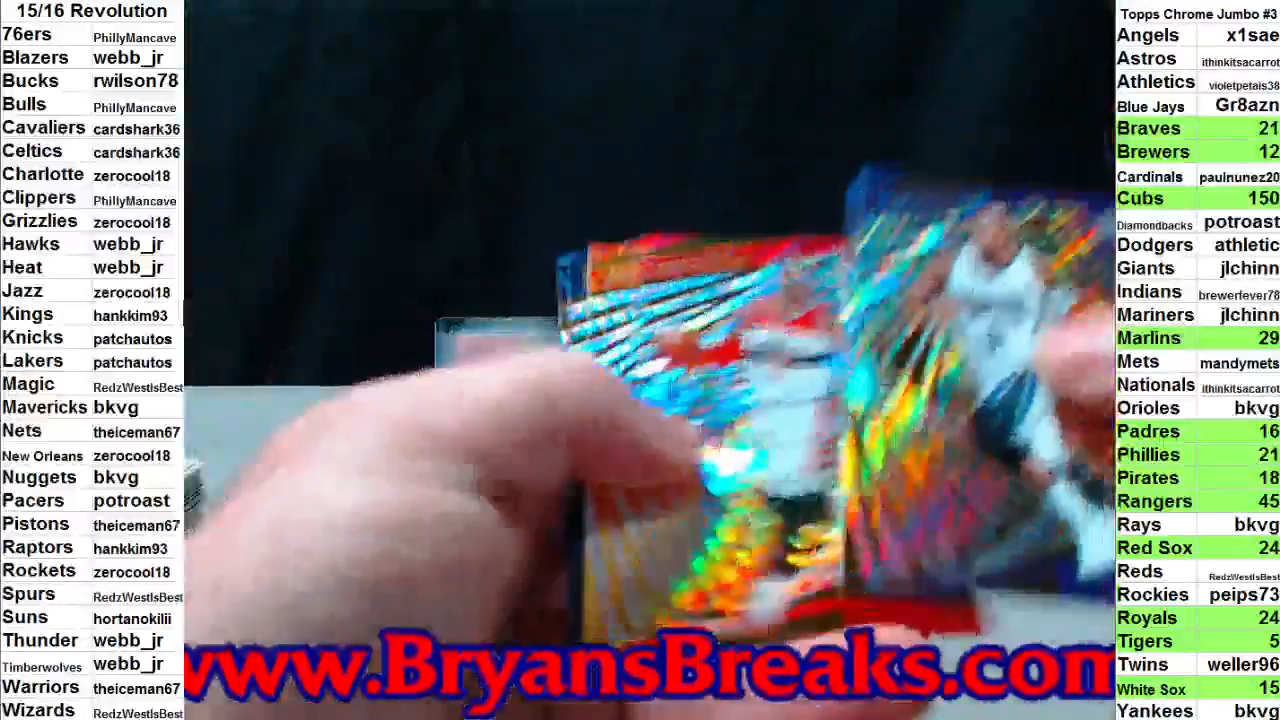 15/16 Revolution
76ers PhillyMancave
Blazers webb_jr
Bucks rwilson78
Bulls PhillyMancave
Cavaliers cardshark36
Celtics cardshark36
Charlotte zerocool18
Clippers PhillyMancave
Grizzlies zerocool18
Hawks webb_jr
Heat webb_jr
Jazz zerocool18
Kings hankkim93
Knicks patchautos
Lakers patchautos
Magic RedzWestIsBest
Mavericks bkvg
Nets theiceman67
New Orleans zerocool18
Nuggets bkvg
Pacers potroast
Pistons theiceman67
Raptors hankkim93
Rockets zerocool18
Spurs RedzWestIsBest
Suns hortanokilii
Thunder webb_jr
Timberwolves webb_jr
Warriors theiceman67
Wizards RedzWestIsBest
www.BryansBreaks.com
Topps Chrome Jumbo #3
Angels x1sae
Astros ithinkitsacarrot
Athletics violetpetals38
Blue Jays Gr8azn
Braves 21
Brewers 12
Cardinals paulnunez20
Cubs 150
Diamondbacks potroast
Dodgers athletic
Giants jlchinn
Indians brewerfever78
Mariners jlchinn
Marlins 29
Mets mandymets
Nationals ithinkitsacarrot
Orioles bkvg
Padres 16
Phillies 21
Pirates 18
Rangers 45
Rays bkvg
Red Sox 24
Reds RedzWestIsBest
Rockies peips73
Royals 24
Tigers 5
Twins weller96
White Sox 15
Yankees bkvg